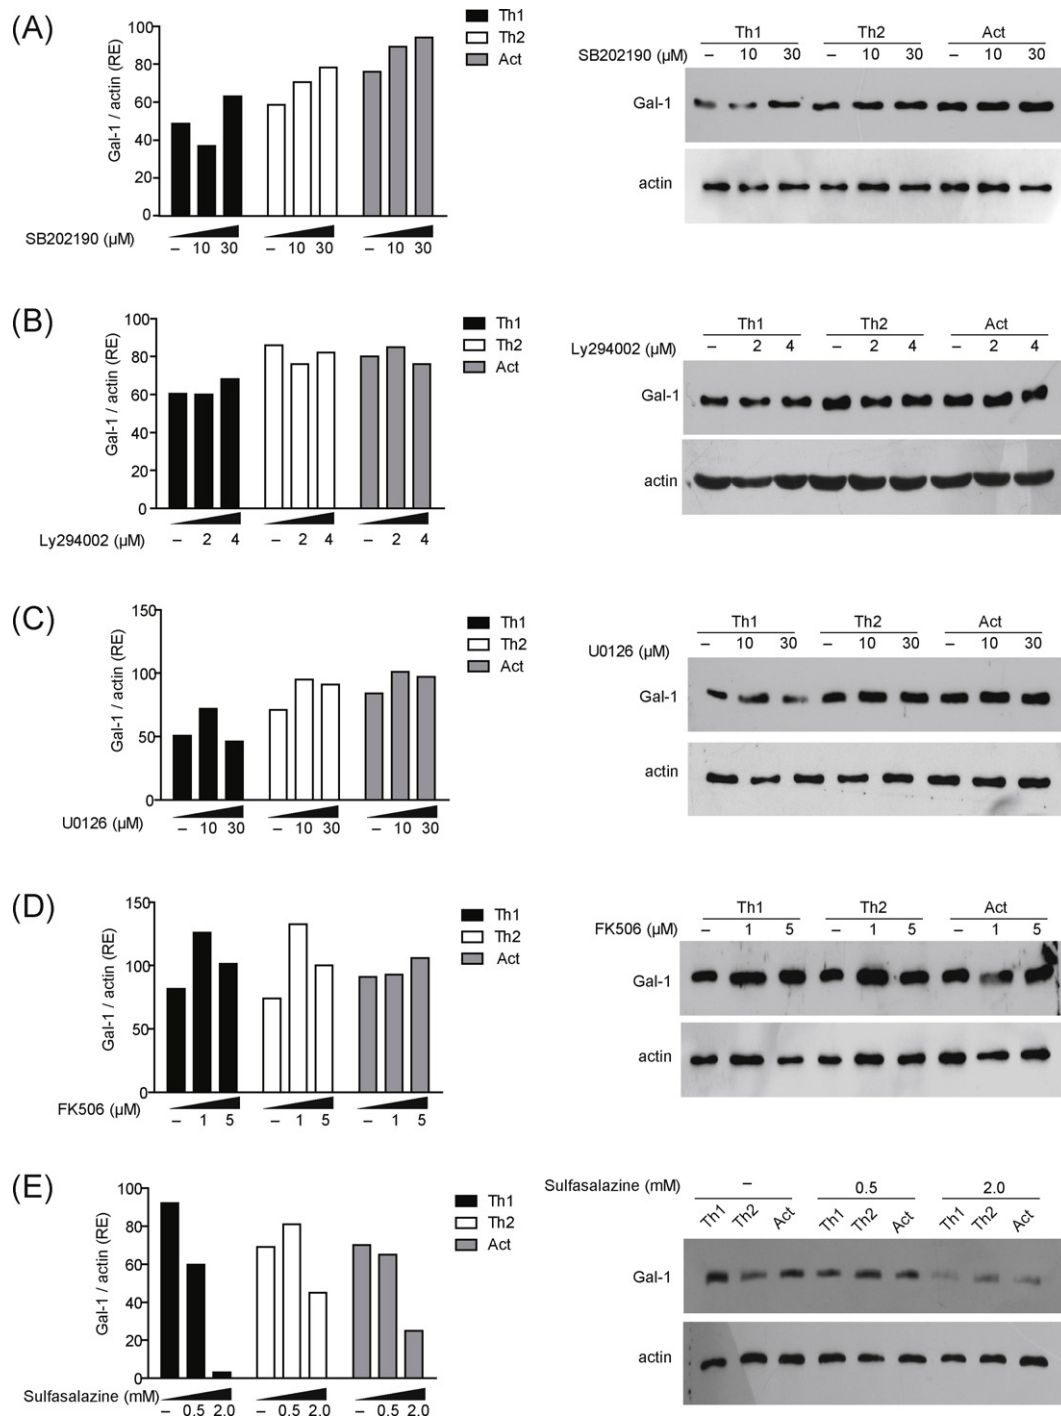 (A)
Gal-1 / actin (RE)
100
80
60
40
20
0
Th1
Th2
Act
SB202190 (µM)
– 10 30 – 10 30 – 10 30
Th1 Th2 Act
SB202190 (µM) – 10 30 – 10 30 – 10 30
Gal-1
actin
(B)
Gal-1 / actin (RE)
100
80
60
40
20
0
Th1
Th2
Act
Ly294002 (µM) – 2 4 – 2 4 – 2 4
Th1 Th2 Act
Ly294002 (µM) – 2 4 – 2 4 – 2 4
Gal-1
actin
(C)
Gal-1 / actin (RE)
150
100
50
0
Th1
Th2
Act
U0126 (µM) – 10 30 – 10 30 – 10 30
Th1 Th2 Act
– 10 30 – 10 30 – 10 30
U0126 (µM)
Gal-1
actin
(D)
Gal-1 / actin (RE)
150
100
50
0
Th1
Th2
Act
FK506 (µM)
– 1 5 – 1 5 – 1 5
Th1 Th2 Act
FK506 (µM) – 1 5 – 1 5 – 1 5
Gal-1
actin
(E)
Gal-1 / actin (RE)
100
80
60
40
20
0
Th1
Th2
Act
Sulfasalazine (mM)
– 0.5 2.0 – 0.5 2.0 – 0.5 2.0
Sulfasalazine (mM) – 0.5 2.0
Th1 Th2 Act Th1 Th2 Act Th1 Th2 Act
Gal-1
actin